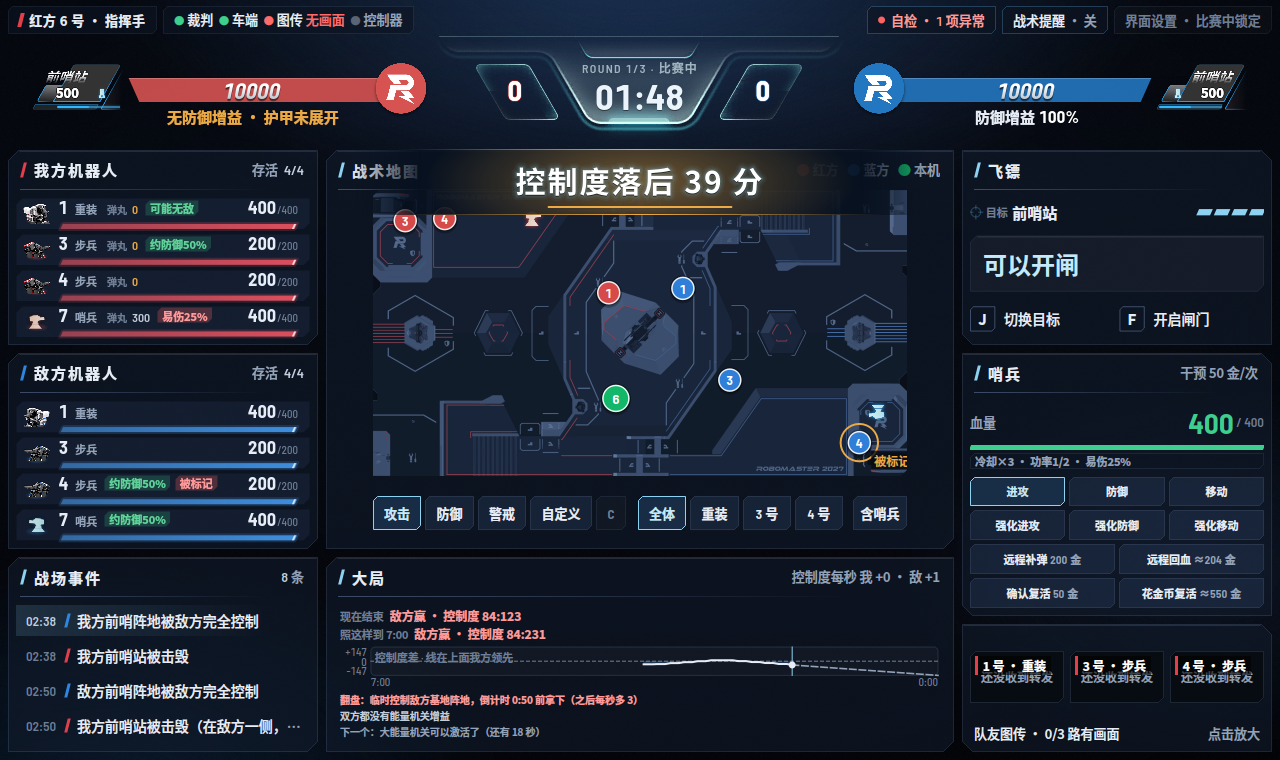 红方 6 号 · 指挥手
裁判 车端 图传 无画面 控制器
自检 · 1 项异常
战术提醒 · 关
界面设置 · 比赛中锁定
前哨站
500
10000
无防御增益 · 护甲未展开
0
ROUND 1/3 · 比赛中
01:48
0
10000
防御增益 100%
前哨站
500
我方机器人
存活 4/4
1 重装 弹丸 0 可能无敌 400/400
3 步兵 弹丸 0 约防御50% 200/200
4 步兵 弹丸 0 200/200
7 哨兵 弹丸 300 易伤25% 400/400
敌方机器人
存活 4/4
1 重装 400/400
3 步兵 200/200
4 步兵 约防御50% 被标记 200/200
7 哨兵 约防御50% 400/400
战场事件
8 条
02:38 我方前哨阵地被敌方完全控制
02:38 我方前哨站被击毁
02:50 敌方前哨阵地被敌方完全控制
02:50 我方前哨站被击毁（在敌方一侧，…
战术地图
红方 蓝方 本机
控制度落后 39 分
3
4
1
1
3
6
4
被标记
ROBOMASTER 2027
攻击 防御 警戒 自定义 C 全体 重装 3 号 4 号 含哨兵
大局
控制度每秒 我 +0 · 敌 +1
现在结束 敌方赢 · 控制度 84:123
照这样到 7:00 敌方赢 · 控制度 84:231
+147
0
-147
控制度差 · 线在上面我方领先
7:00
0:00
翻盘：临时控制敌方基地阵地，倒计时 0:50 前拿下（之后每秒多 3）
双方都没有能量机关增益
下一个：大能量机关可以激活了（还有 18 秒）
飞镖
目标 前哨站
可以开闸
J 切换目标
F 开启闸门
哨兵
干预 50 金/次
血量
400/400
冷却×3 · 功率1/2 · 易伤25%
进攻 防御 移动
强化进攻 强化防御 强化移动
远程补弹 200 金 远程回血 ≈204 金
确认复活 50 金 花金币复活 ≈550 金
1 号 · 重装
还没收到转发
3 号 · 步兵
还没收到转发
4 号 · 步兵
还没收到转发
队友图传 · 0/3 路有画面
点击放大